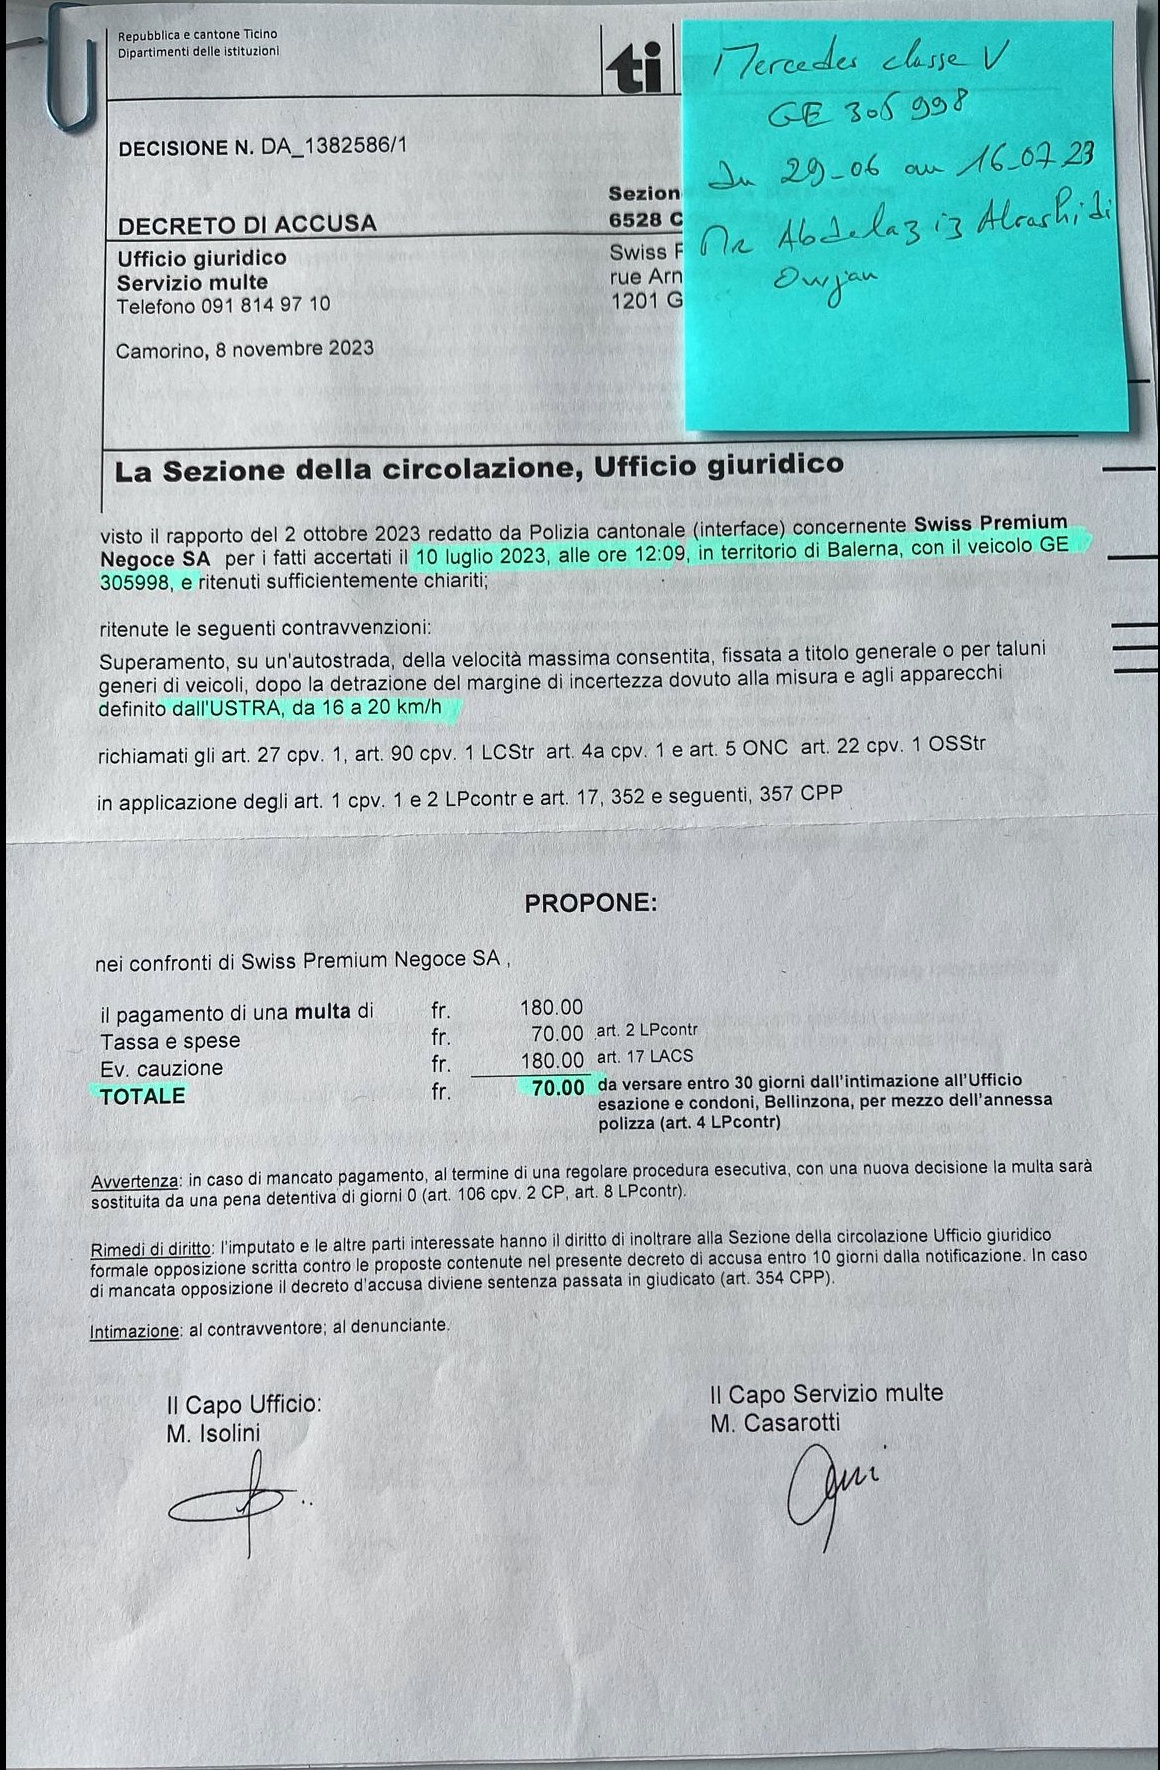 Repubblica e cantone Ticino
Dipartimenti delle istituzioni
ti
Mercedes classe V
GE 305 998
Du 29-06 au 16-07 23
Mr Abdelaziz Alrashidi
DECISIONE N. DA_1382586/1
DECRETO DI ACCUSA
Ufficio giuridico
Servizio multe
Telefono 091 814 97 10
Camorino, 8 novembre 2023
Sezion
6528 C
Swiss P
rue Arn
1201 G
La Sezione della circolazione, Ufficio giuridico
visto il rapporto del 2 ottobre 2023 redatto da Polizia cantonale (interface) concernente Swiss Premium
Negoce SA per i fatti accertati il 10 luglio 2023, alle ore 12:09, in territorio di Balerna, con il veicolo GE
305998, e ritenuti sufficientemente chiariti;
ritenute le seguenti contravvenzioni:
Superamento, su un'autostrada, della velocità massima consentita, fissata a titolo generale o per taluni
generi di veicoli, dopo la detrazione del margine di incertezza dovuto alla misura e agli apparecchi
definito dall'USTRA, da 16 a 20 km/h
richiamati gli art. 27 cpv. 1, art. 90 cpv. 1 LCStr art. 4a cpv. 1 e art. 5 ONC art. 22 cpv. 1 OSStr
in applicazione degli art. 1 cpv. 1 e 2 LPcontr e art. 17, 352 e seguenti, 357 CPP
PROPONE:
nei confronti di Swiss Premium Negoce SA ,
il pagamento di una multa di fr. 180.00
Tassa e spese fr. 70.00 art. 2 LPcontr
Ev. cauzione fr. 180.00 art. 17 LACS
TOTALE fr. 70.00 da versare entro 30 giorni dall'intimazione all'Ufficio
esazione e condoni, Bellinzona, per mezzo dell'annessa
polizza (art. 4 LPcontr)
Avvertenza: in caso di mancato pagamento, al termine di una regolare procedura esecutiva, con una nuova decisione la multa sarà
sostituita da una pena detentiva di giorni 0 (art. 106 cpv. 2 CP, art. 8 LPcontr).
Rimedi di diritto: l'imputato e le altre parti interessate hanno il diritto di inoltrare alla Sezione della circolazione Ufficio giuridico
formale opposizione scritta contro le proposte contenute nel presente decreto di accusa entro 10 giorni dalla notificazione. In caso
di mancata opposizione il decreto d'accusa diviene sentenza passata in giudicato (art. 354 CPP).
Intimazione: al contravventore; al denunciante.
Il Capo Ufficio:
M. Isolini
Il Capo Servizio multe
M. Casarotti